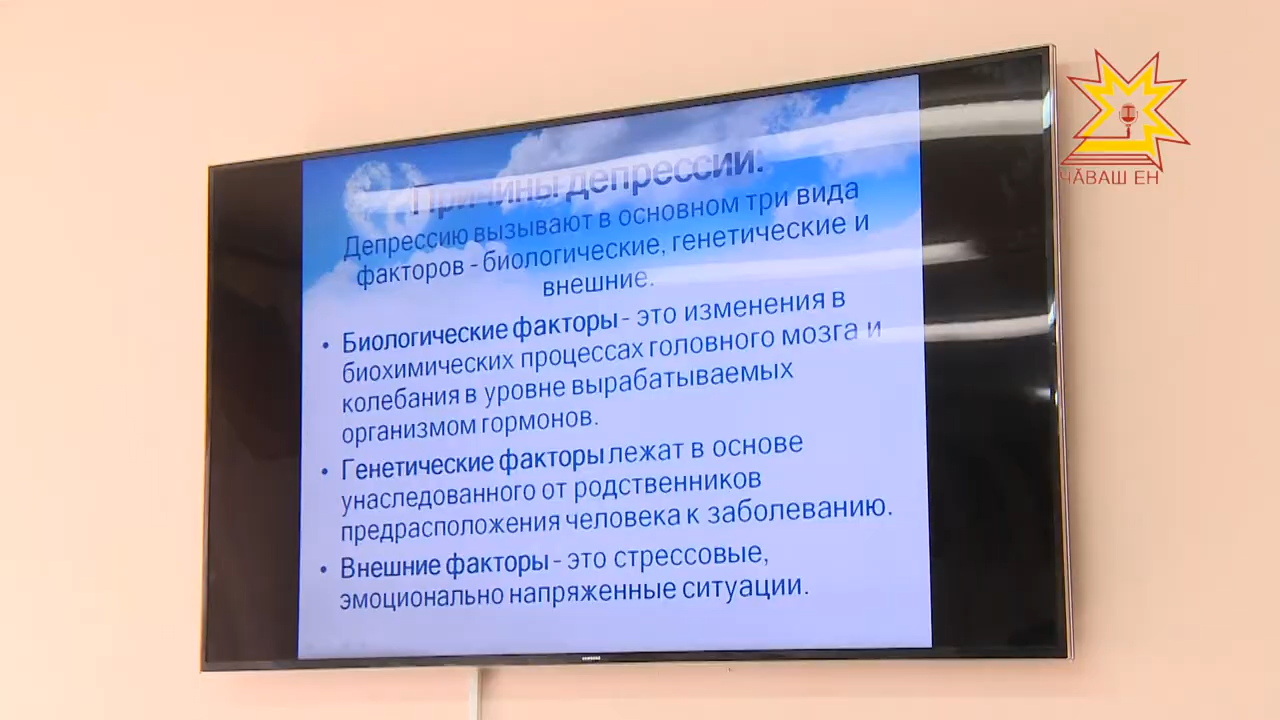 Причины депрессии:
Депрессию вызывают в основном три вида
факторов - биологические, генетические и
внешние.
• Биологические факторы - это изменения в
биохимических процессах головного мозга и
колебания в уровне вырабатываемых
организмом гормонов.
• Генетические факторы лежат в основе
унаследованного от родственников
предрасположения человека к заболеванию.
• Внешние факторы - это стрессовые,
эмоционально напряженные ситуации.
SAMSUNG
ЧӐВАШ ЕН